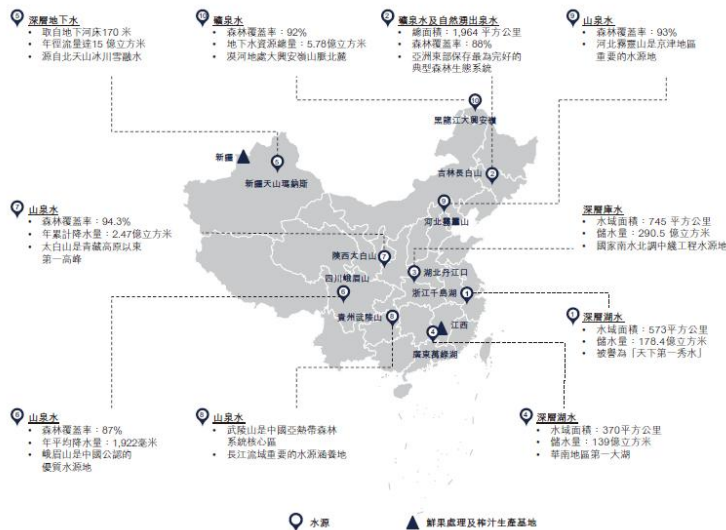 ⑤ 深層地下水
• 取自地下河床170 米
• 年徑流量達15 億立方米
• 源自北天山冰川雪融水
⑩ 礦泉水
• 森林覆蓋率：92%
• 地下水資源總量：5.78億立方米
• 漠河地處大興安嶺山脈北麓
② 礦泉水及自然湧出泉水
• 總面積：1,964 平方公里
• 森林覆蓋率：88%
• 亞洲東部保存最為完好的
典型森林生態系統
⑨ 山泉水
• 森林覆蓋率：93%
• 河北霧靈山是京津地區
重要的水源地
⑩
黑龍江大興安嶺
新疆
⑤
新疆天山瑪納斯
吉林長白山
②
⑨
河北霧靈山
⑦ 山泉水
• 森林覆蓋率：94.3%
• 年累計降水量：2.47億立方米
• 太白山是青藏高原以東
第一高峰
深層庫水
• 水域面積：745 平方公里
• 儲水量：290.5 億立方米
• 國家南水北調中綫工程水源地
陝西太白山 ⑦
③ 湖北丹江口
四川峨眉山
⑥
浙江千島湖 ①
貴州武陵山 ⑧
④ 江西
廣東萬綠湖
① 深層湖水
• 水域面積：573平方公里
• 儲水量：178.4億立方米
• 被譽為「天下第一秀水」
⑥ 山泉水
• 森林覆蓋率：87%
• 年平均降水量：1,922毫米
• 峨眉山是中國公認的
優質水源地
⑧ 山泉水
• 武陵山是中國亞熱帶森林
系統核心區
• 長江流域重要的水源涵養地
④ 深層湖水
• 水域面積：370平方公里
• 儲水量：139億立方米
• 華南地區第一大湖
水源
鮮果處理及榨汁生產基地